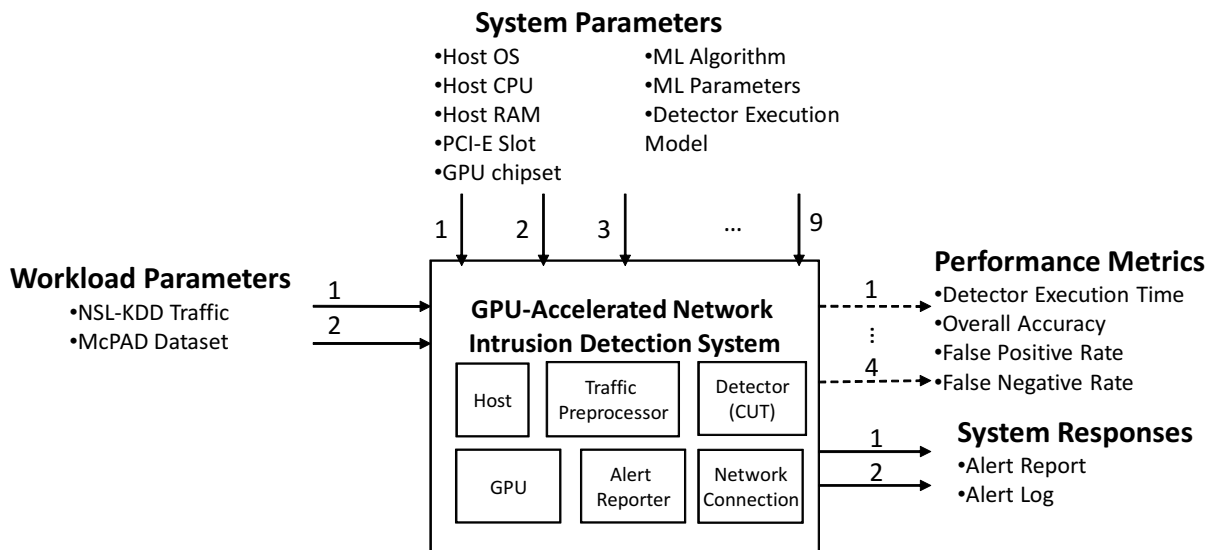 System Parameters
•Host OS
•Host CPU
•Host RAM
•PCI-E Slot
•GPU chipset
•ML Algorithm
•ML Parameters
•Detector Execution
Model
1
2
3
...
9
Workload Parameters
•NSL-KDD Traffic
•McPAD Dataset
1
2
GPU-Accelerated Network
Intrusion Detection System
Host
Traffic
Preprocessor
Detector
(CUT)
GPU
Alert
Reporter
Network
Connection
1
⋮
4
Performance Metrics
•Detector Execution Time
•Overall Accuracy
•False Positive Rate
•False Negative Rate
1
2
System Responses
•Alert Report
•Alert Log